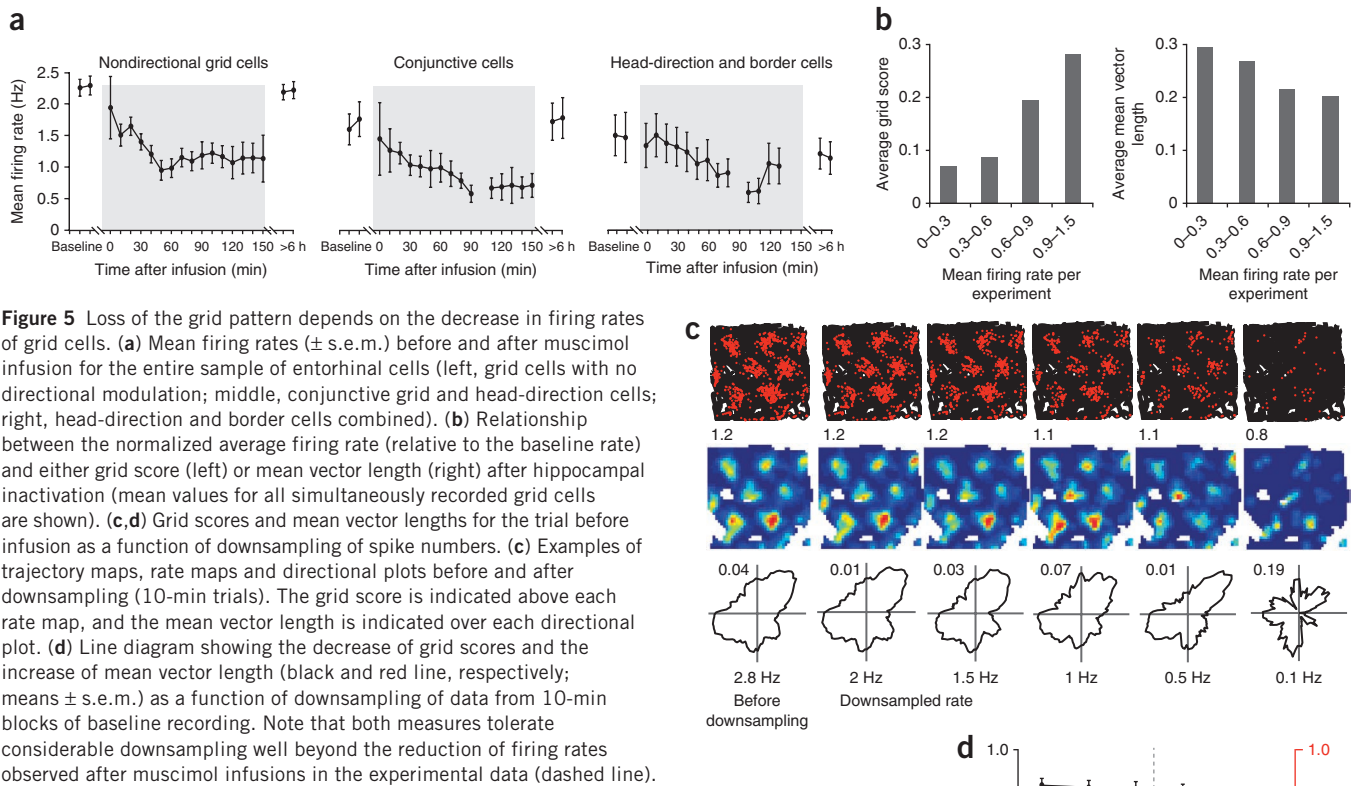 a
Nondirectional grid cells
Conjunctive cells
Head-direction and border cells
Mean firing rate (Hz)
2.5
2.0
1.5
1.0
0.5
0
Baseline 0 30 60 90 120 150 >6 h
Time after infusion (min)
Baseline 0 30 60 90 120 150 >6 h
Time after infusion (min)
Baseline 0 30 60 90 120 150 >6 h
Time after infusion (min)
b
Average grid score
0.3
0.2
0.1
0
0–0.3 0.3–0.6 0.6–0.9 0.9–1.5
Mean firing rate per
experiment
Average mean vector
length
0.3
0.2
0.1
0
0–0.3 0.3–0.6 0.6–0.9 0.9–1.5
Mean firing rate per
experiment
Figure 5 Loss of the grid pattern depends on the decrease in firing rates
of grid cells. (a) Mean firing rates (± s.e.m.) before and after muscimol
infusion for the entire sample of entorhinal cells (left, grid cells with no
directional modulation; middle, conjunctive grid and head-direction cells;
right, head-direction and border cells combined). (b) Relationship
between the normalized average firing rate (relative to the baseline rate)
and either grid score (left) or mean vector length (right) after hippocampal
inactivation (mean values for all simultaneously recorded grid cells
are shown). (c,d) Grid scores and mean vector lengths for the trial before
infusion as a function of downsampling of spike numbers. (c) Examples of
trajectory maps, rate maps and directional plots before and after
downsampling (10-min trials). The grid score is indicated above each
rate map, and the mean vector length is indicated over each directional
plot. (d) Line diagram showing the decrease of grid scores and the
increase of mean vector length (black and red line, respectively;
means ± s.e.m.) as a function of downsampling of data from 10-min
blocks of baseline recording. Note that both measures tolerate
considerable downsampling well beyond the reduction of firing rates
observed after muscimol infusions in the experimental data (dashed line).
c
1.2 1.2 1.2 1.1 1.1 0.8
0.04 0.01 0.03 0.07 0.01 0.19
2.8 Hz 2 Hz 1.5 Hz 1 Hz 0.5 Hz 0.1 Hz
Before
downsampling
Downsampled rate
d
1.0
1.0